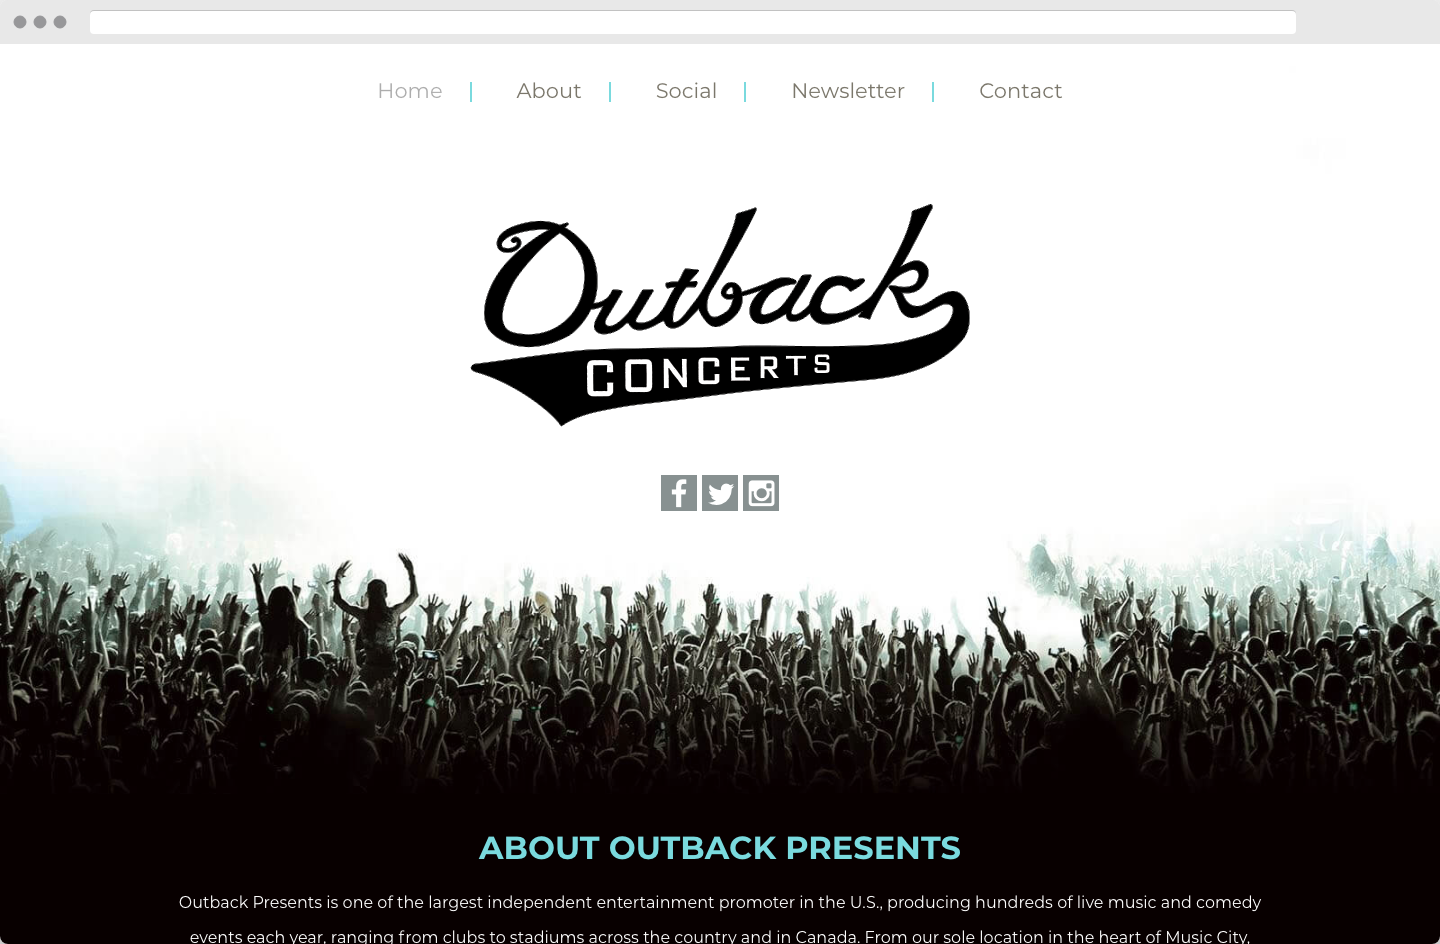 Home | About | Social | Newsletter | Contact
Outback
CONCERTS
ABOUT OUTBACK PRESENTS
Outback Presents is one of the largest independent entertainment promoter in the U.S., producing hundreds of live music and comedy
events each year, ranging from clubs to stadiums across the country and in Canada. From our sole location in the heart of Music City,